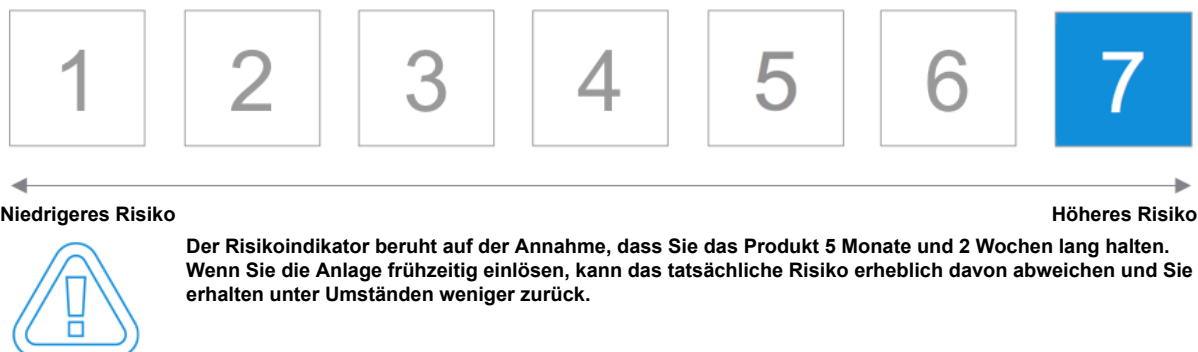 1 2 3 4 5 6 7
Niedrigeres Risiko Höheres Risiko
Der Risikoindikator beruht auf der Annahme, dass Sie das Produkt 5 Monate und 2 Wochen lang halten.
Wenn Sie die Anlage frühzeitig einlösen, kann das tatsächliche Risiko erheblich davon abweichen und Sie
erhalten unter Umständen weniger zurück.